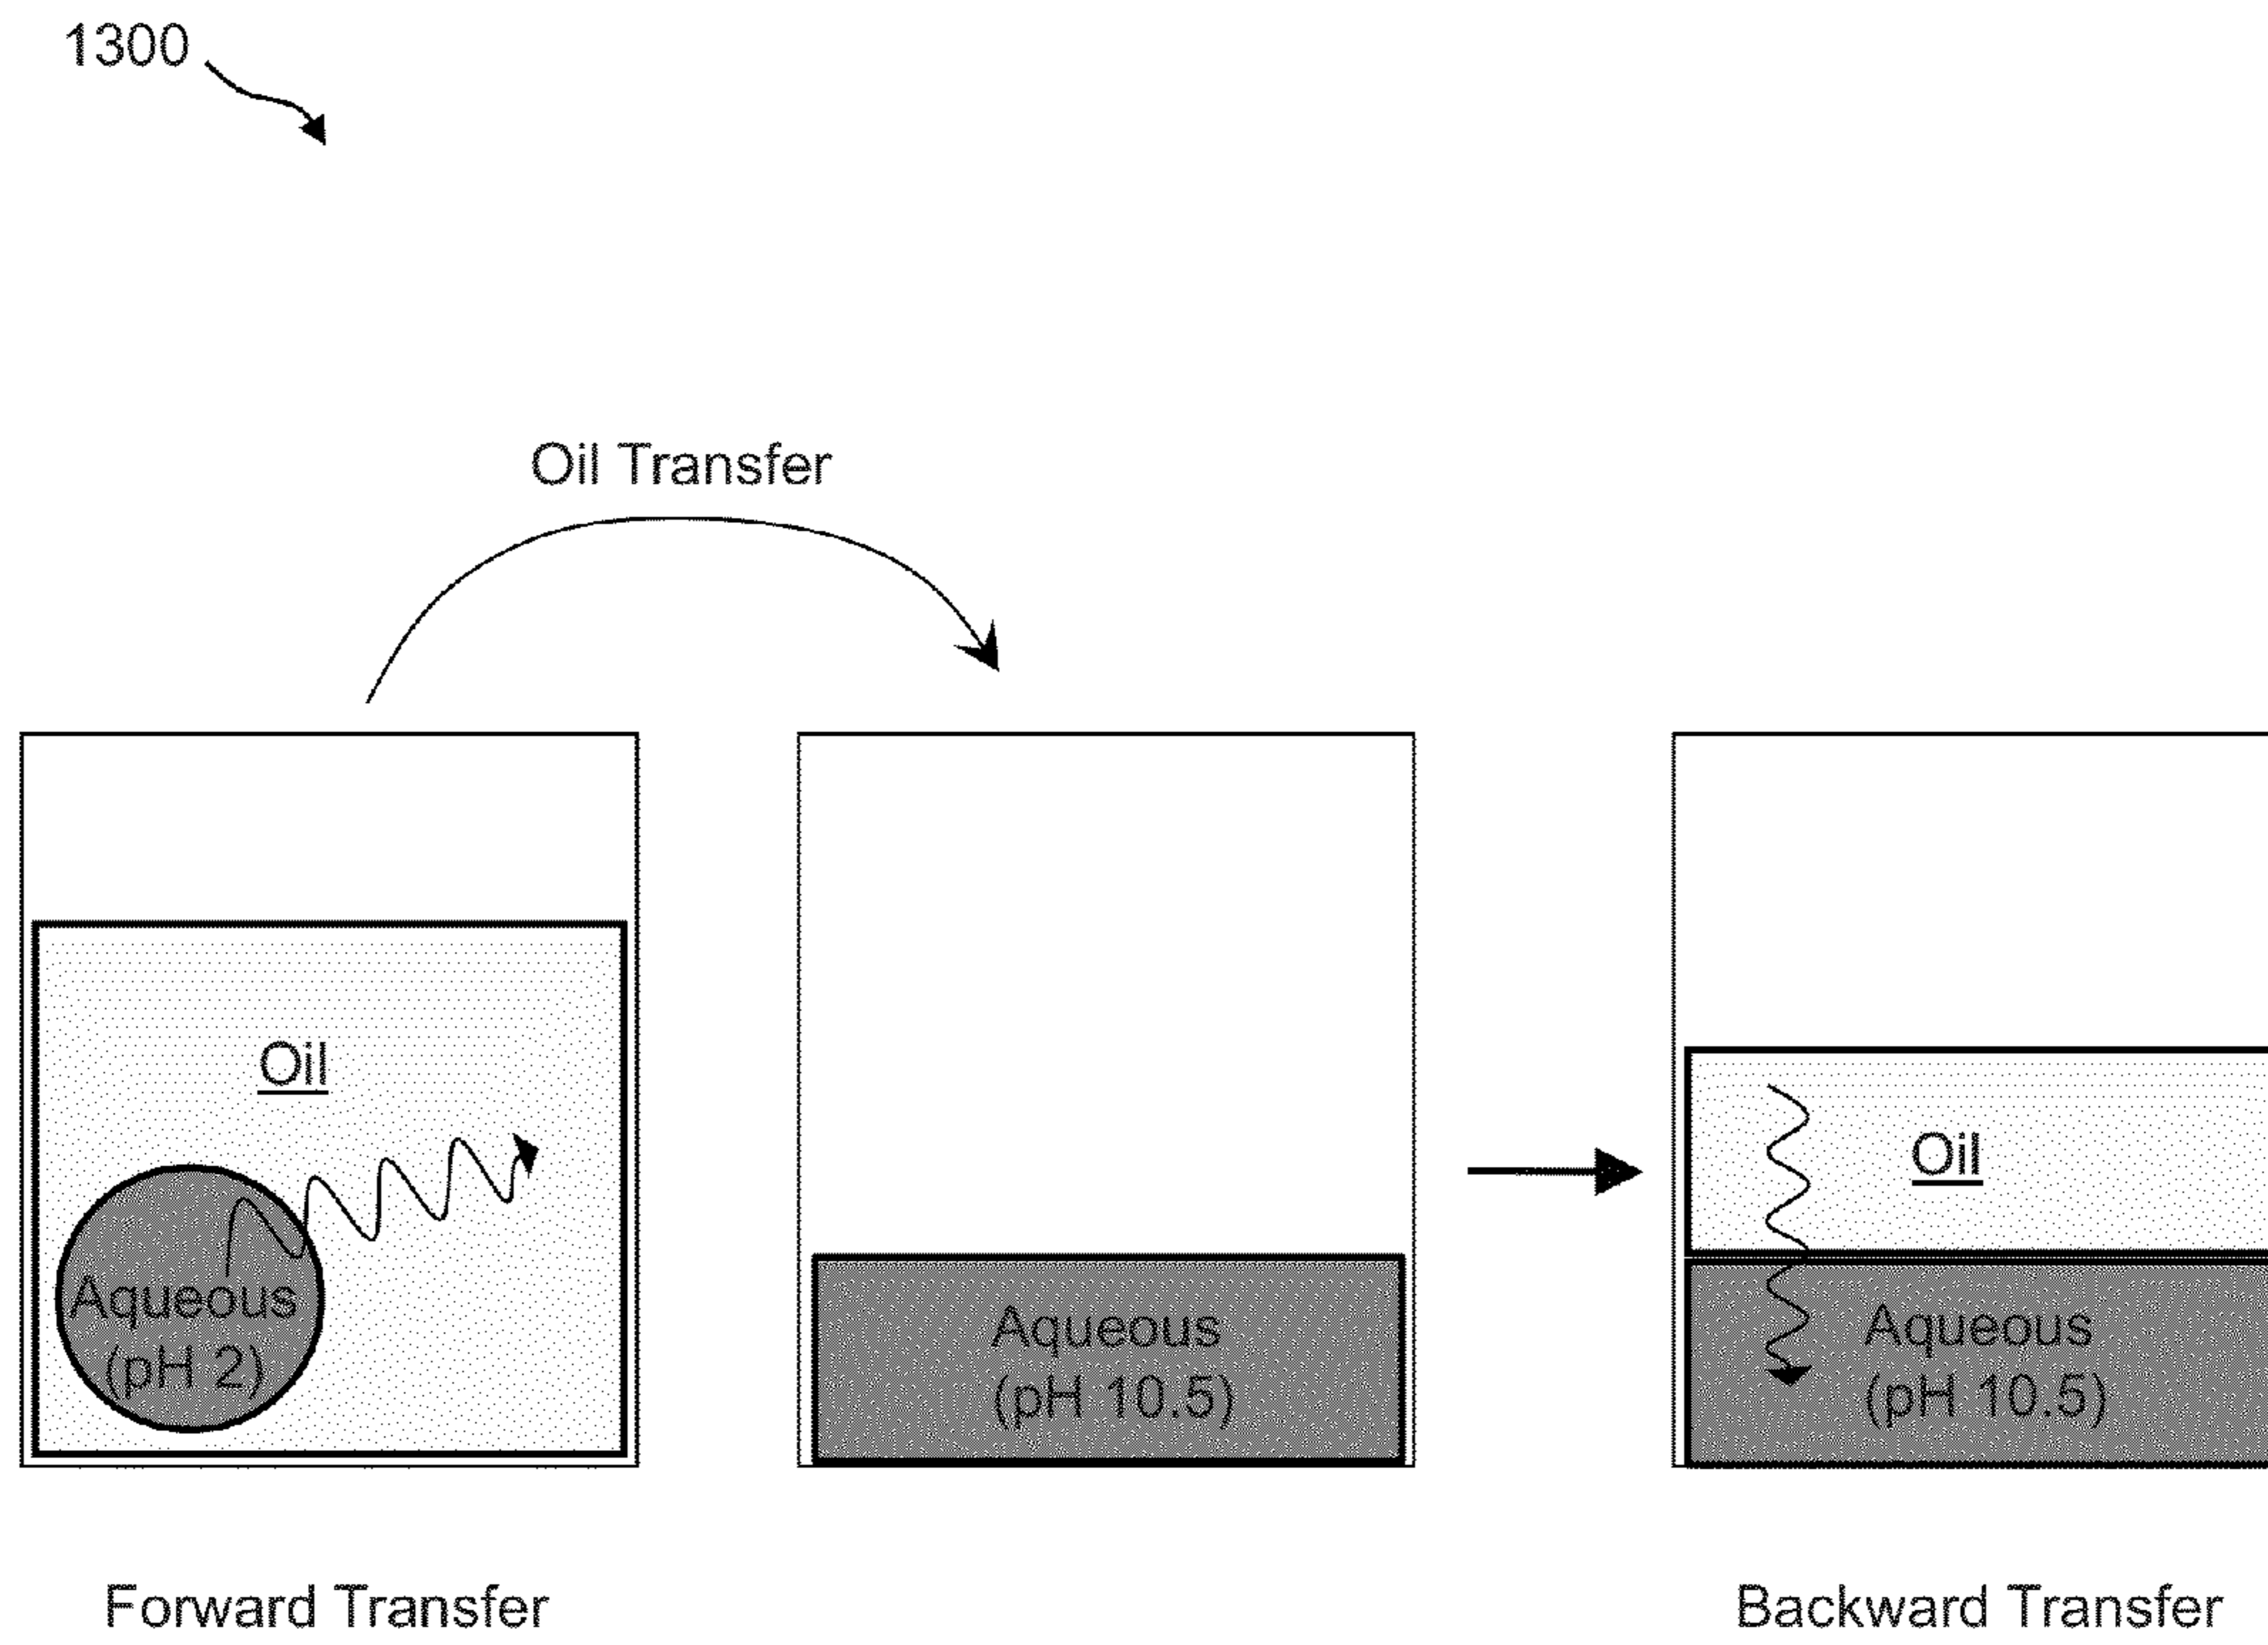 1300
Oil Transfer
Oil
Aqueous
(pH 2)
Aqueous
(pH 10.5)
Oil
Aqueous
(pH 10.5)
Forward Transfer
Backward Transfer